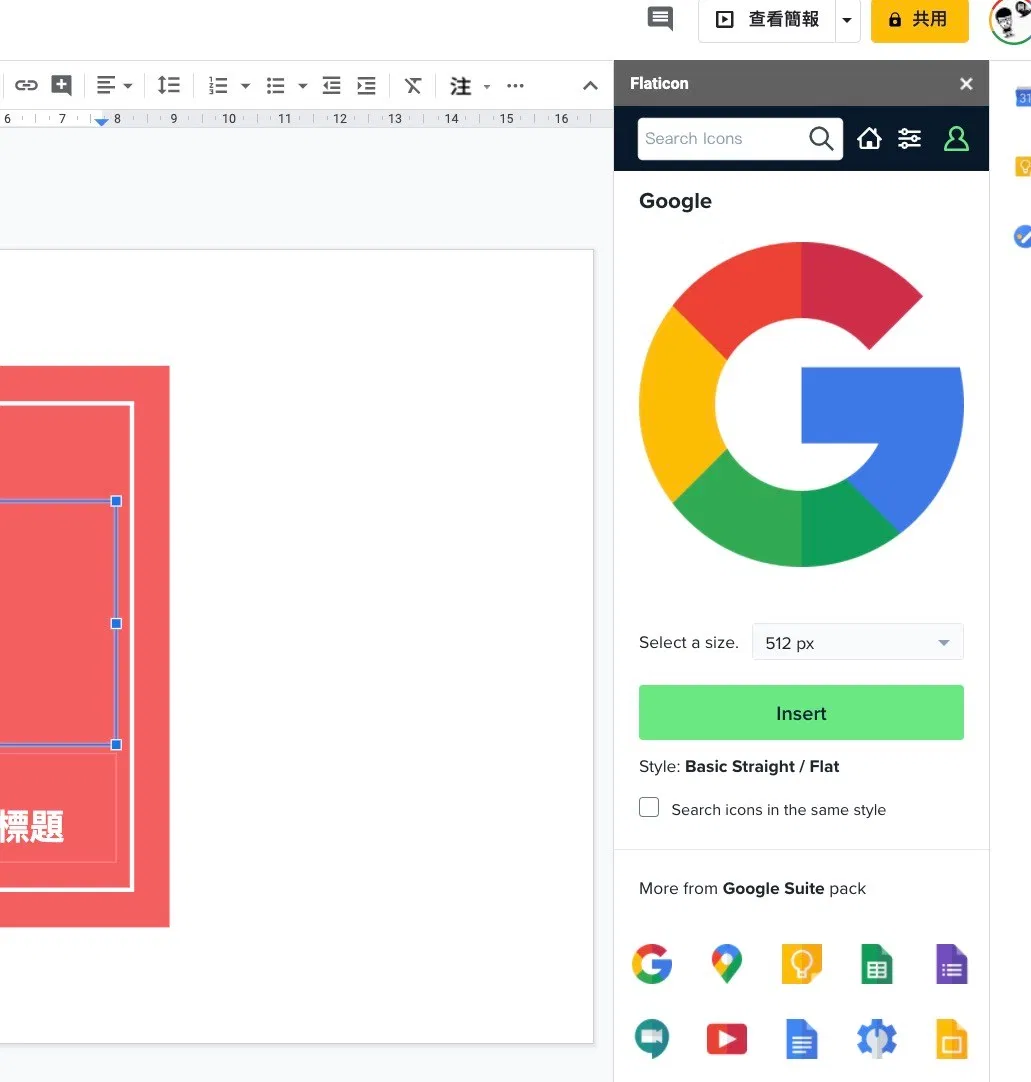 查看簡報
共用
注
6 7 8 9 10 11 12 13 14 15 16
Flaticon
31
Search Icons
Google
Select a size.
512 px
Insert
Style: Basic Straight / Flat
Search icons in the same style
標題
More from Google Suite pack